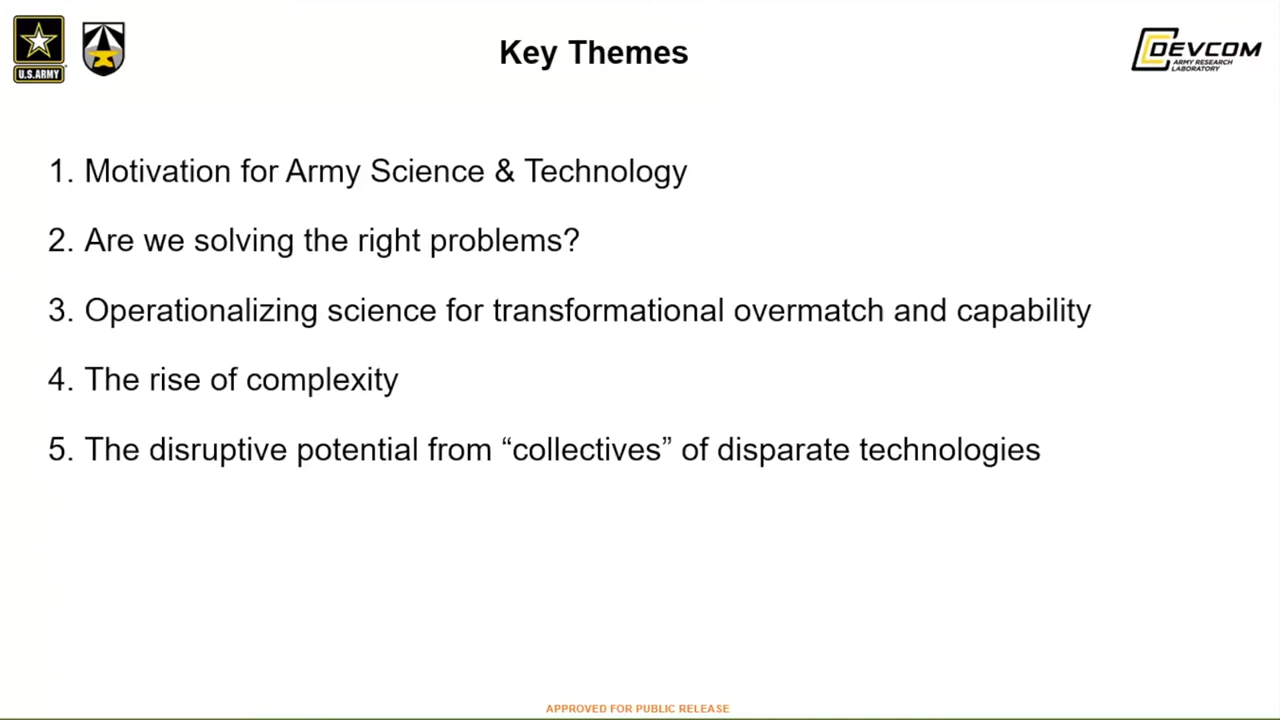 U.S.ARMY
Key Themes
DEVCOM
ARMY RESEARCH
LABORATORY
1. Motivation for Army Science & Technology
2. Are we solving the right problems?
3. Operationalizing science for transformational overmatch and capability
4. The rise of complexity
5. The disruptive potential from “collectives” of disparate technologies
APPROVED FOR PUBLIC RELEASE